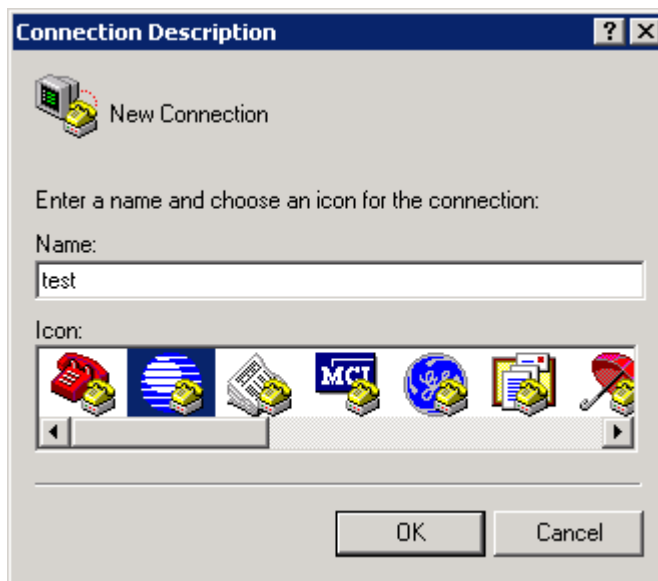 Connection Description
New Connection
Enter a name and choose an icon for the connection:
Name:
test
Icon:
MCI
OK Cancel